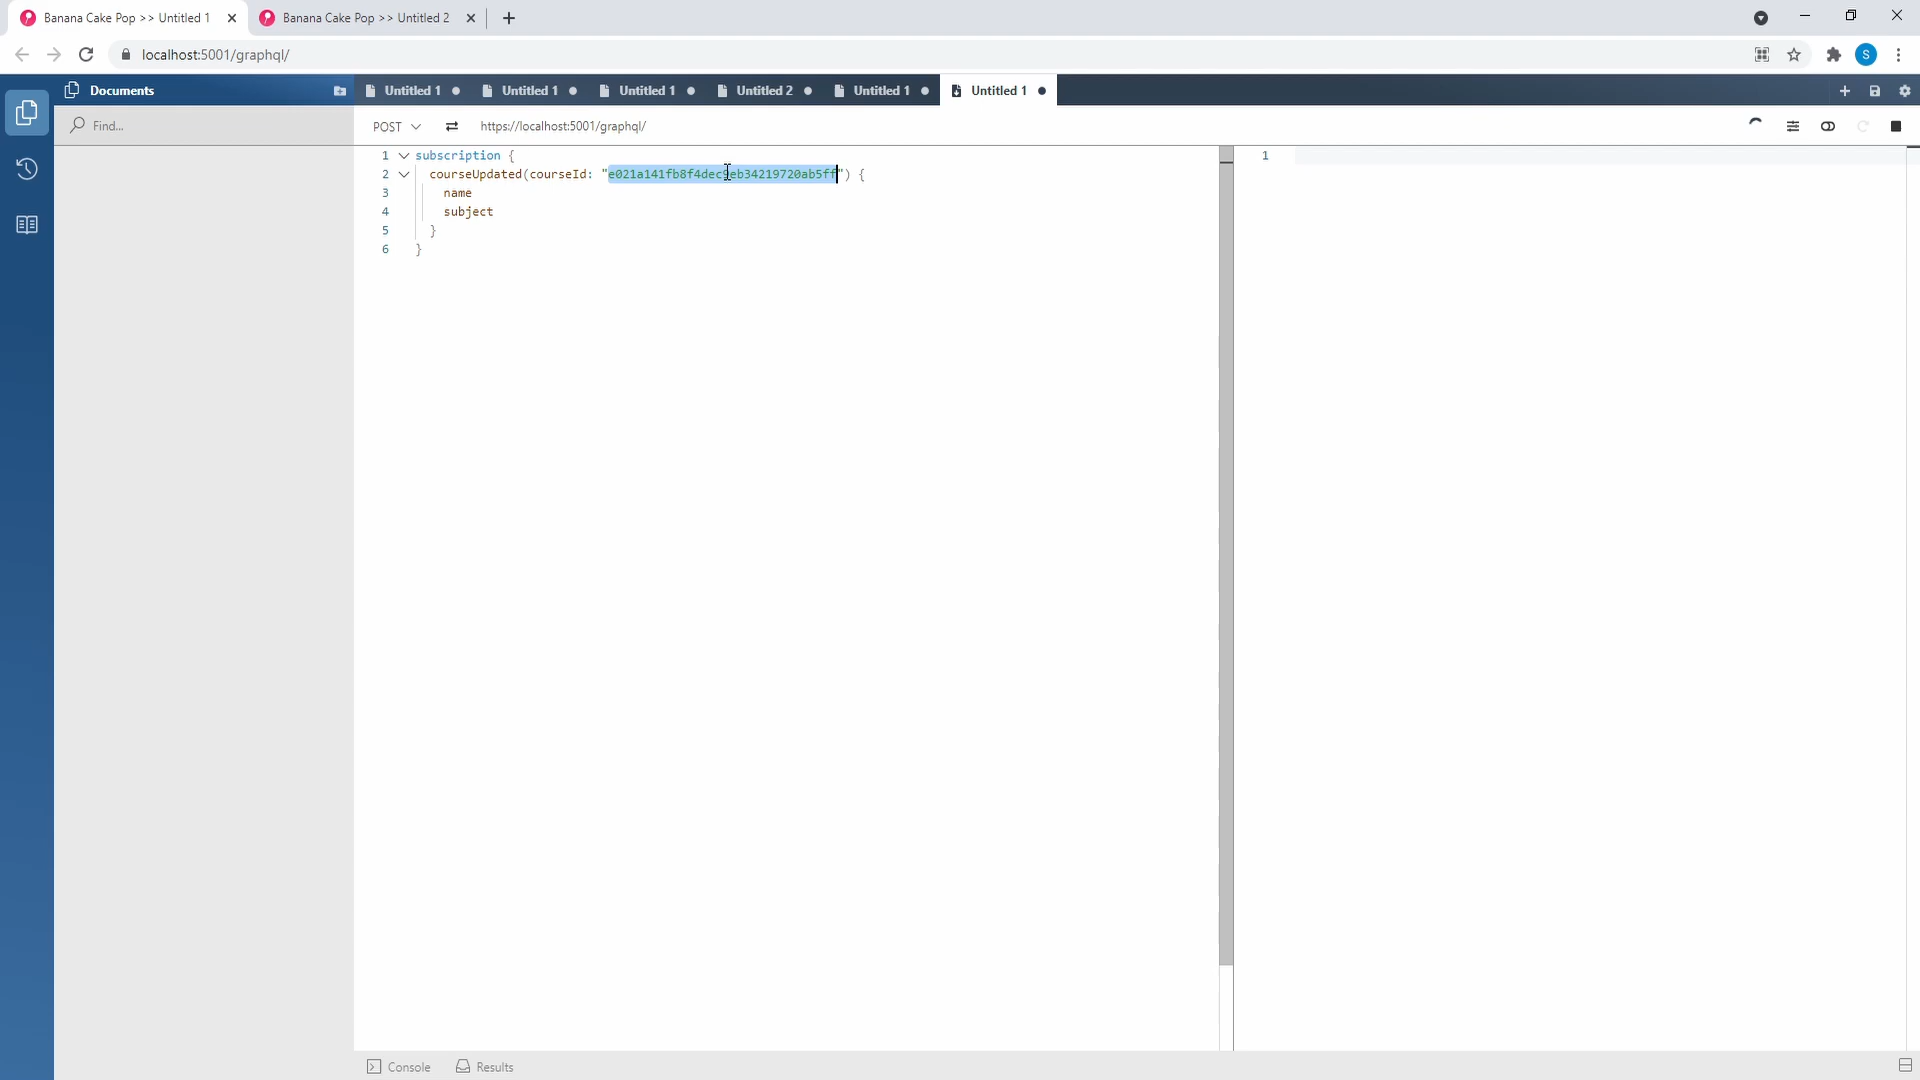 Banana Cake Pop >> Untitled 1
Banana Cake Pop >> Untitled 2
localhost:5001/graphql/
S
Documents
Untitled 1
Untitled 1
Untitled 1
Untitled 2
Untitled 1
Untitled 1
Find...
POST
https://localhost:5001/graphql/
1 subscription {
2 courseUpdated(courseId: "e021a141fb8f4dec9eb34219720ab5ff") {
3 name
4 subject
5 }
6 }
1
Console
Results